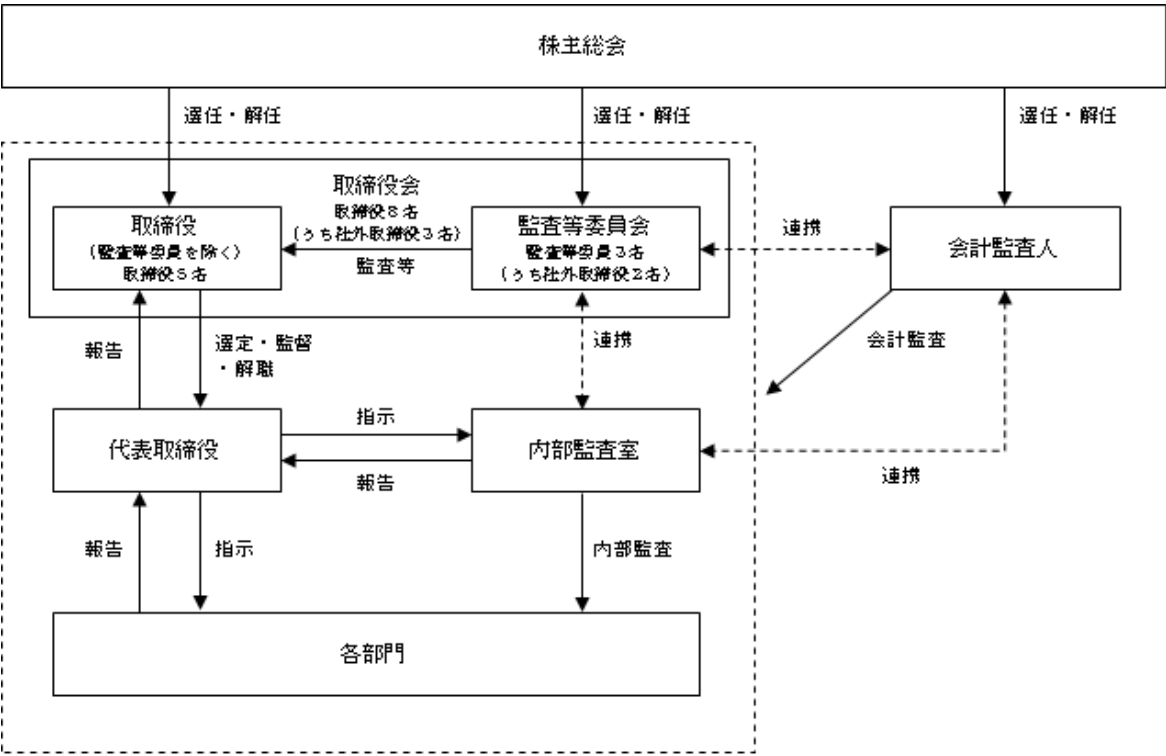 株主総会
選任・解任
選任・解任
選任・解任
取締役会
取締役8名
(うち社外取締役3名)
取締役
(監査等委員を除く)
取締役5名
監査等
監査等委員会
監査等委員3名
(うち社外取締役2名)
連携
会計監査人
報告
選定・監督
・解職
連携
会計監査
代表取締役
指示
報告
内部監査室
連携
報告
指示
内部監査
各部門